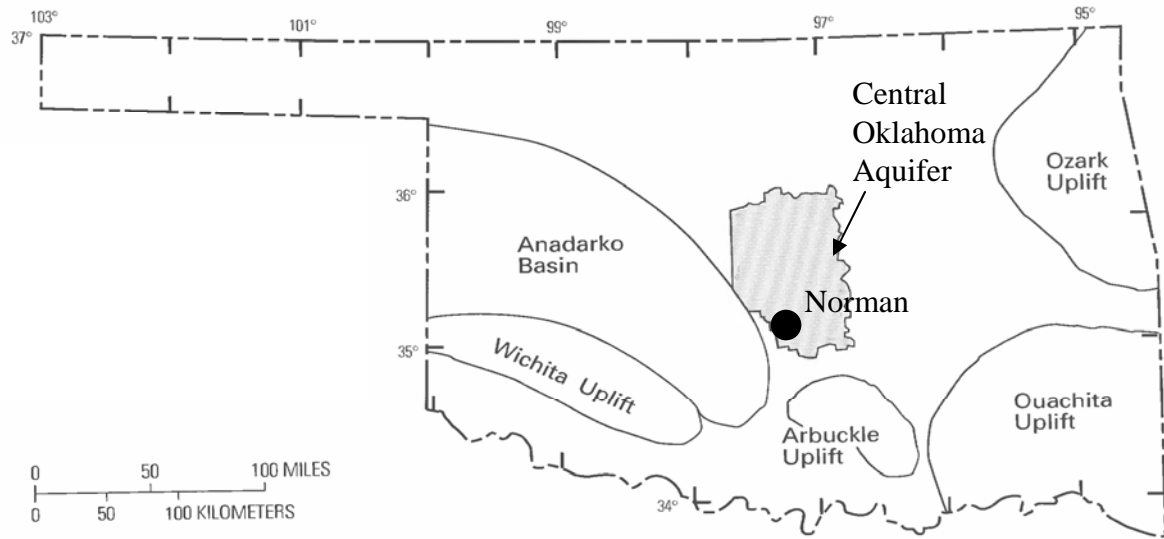 103°
101°
99°
97°
95°
37°
Central
Oklahoma
Aquifer
Ozark
Uplift
36°
Anadarko
Basin
Norman
35°
Wichita Uplift
Ouachita
Uplift
Arbuckle
Uplift
0 50 100 MILES
0 50 100 KILOMETERS
34°